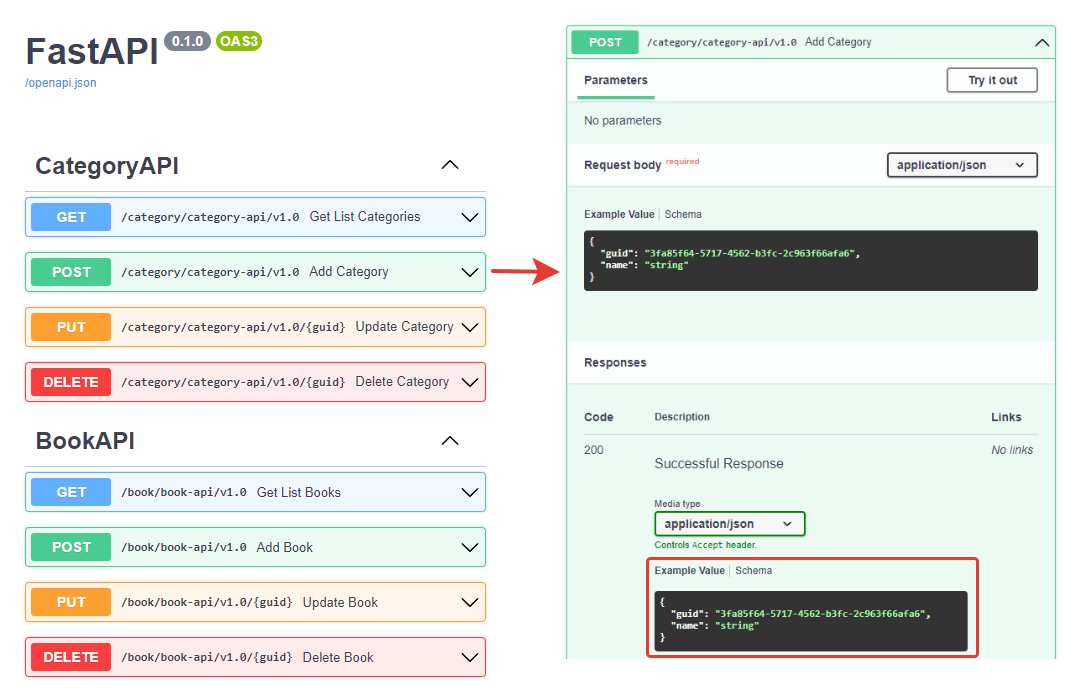 FastAPI 0.1.0 OAS3
/openapi.json
CategoryAPI
GET /category/category-api/v1.0 Get List Categories
POST /category/category-api/v1.0 Add Category
PUT /category/category-api/v1.0/{guid} Update Category
DELETE /category/category-api/v1.0/{guid} Delete Category
BookAPI
GET /book/book-api/v1.0 Get List Books
POST /book/book-api/v1.0 Add Book
PUT /book/book-api/v1.0/{guid} Update Book
DELETE /book/book-api/v1.0/{guid} Delete Book
POST /category/category-api/v1.0 Add Category
Parameters Try it out
No parameters
Request body required application/json
Example Value Schema
{
"guid": "3fa85f64-5717-4562-b3fc-2c963f66afa6",
"name": "string"
}
Responses
Code Description Links
200 No links
Successful Response
Media type
application/json
Controls Accept header.
Example Value Schema
{
"guid": "3fa85f64-5717-4562-b3fc-2c963f66afa6",
"name": "string"
}